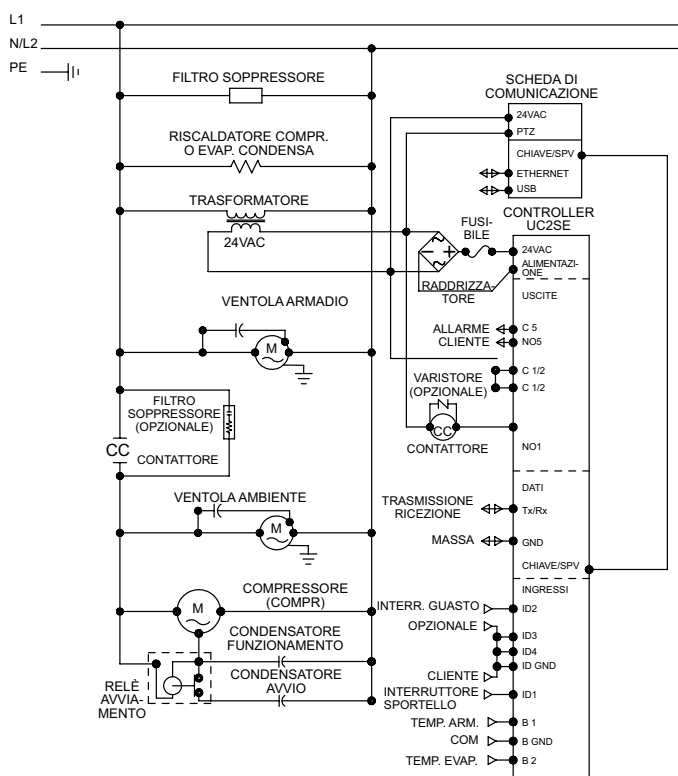 L1
N/L2
PE
FILTRO SOPPRESSORE
RISCALDATORE COMPR.
O EVAP. CONDENSA
TRASFORMATORE
24VAC
VENTOLA ARMADIO
M
FILTRO
SOPPRESSORE
(OPZIONALE)
CC
CONTATTORE
VENTOLA AMBIENTE
M
COMPRESSORE
(COMPR)
M
CONDENSATORE
FUNZIONAMENTO
CONDENSATORE
AVVIO
RELÈ
AVVIA-
MENTO
SCHEDA DI
COMUNICAZIONE
24VAC
PTZ
CHIAVE/SPV
ETHERNET
USB
CONTROLLER
UC2SE
FUSI-
BILE
RADDRIZZA-
TORE
24VAC
ALIMENTAZI-
ONE
USCITE
ALLARME
CLIENTE
C 5
NO5
C 1/2
C 1/2
VARISTORE
(OPZIONALE)
CC
CONTATTORE
NO1
DATI
TRASMISSIONE
RICEZIONE
Tx/Rx
MASSA
GND
CHIAVE/SPV
INGRESSI
INTERR. GUASTO
ID2
OPZIONALE
ID3
ID4
ID GND
CLIENTE
INTERRUTTORE
SPORTELLO
ID1
TEMP. ARM.
B 1
COM
B GND
TEMP. EVAP.
B 2